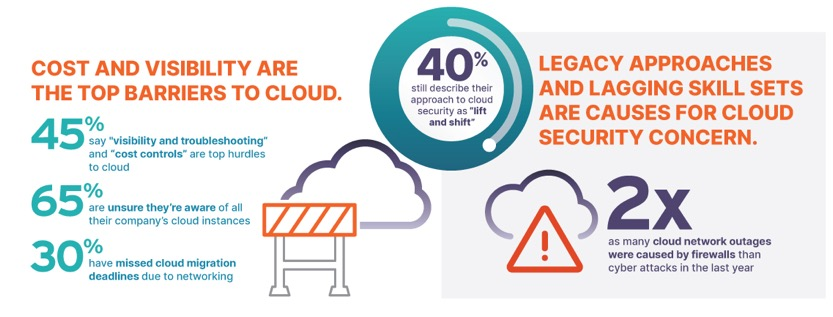 COST AND VISIBILITY ARE
THE TOP BARRIERS TO CLOUD.
45%
say "visibility and troubleshooting"
and "cost controls" are top hurdles
to cloud
65%
are unsure they're aware of all
their company's cloud instances
30%
have missed cloud migration
deadlines due to networking
40%
still describe their
approach to cloud
security as "lift
and shift"
LEGACY APPROACHES
AND LAGGING SKILL SETS
ARE CAUSES FOR CLOUD
SECURITY CONCERN.
2x
as many cloud network outages
were caused by firewalls than
cyber attacks in the last year